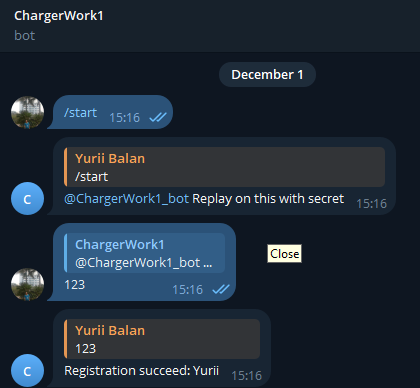 ChargerWork1
bot
December 1
/start 15:16
Yurii Balan
/start
@ChargerWork1_bot Replay on this with secret 15:16
ChargerWork1
@ChargerWork1_bot ...
Close
123 15:16
Yurii Balan
123
C
Registration succeed: Yurii 15:16
C